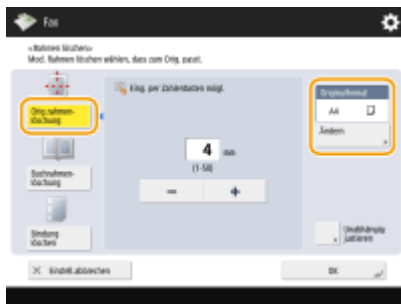 Fax
<Rahmen löschen>
Mod. Rahmen löschen wählen, dass zum Orig. passt.
Orig.rahmen-
löschung
Buchrahmen-
löschung
Bindung
löschen
Eing. per Zahlentasten mögl.
4 mm
(1-50)
−
+
Originalformat
A4
Ändern
Unabhängig
justieren
Einstell.abbrechen
OK